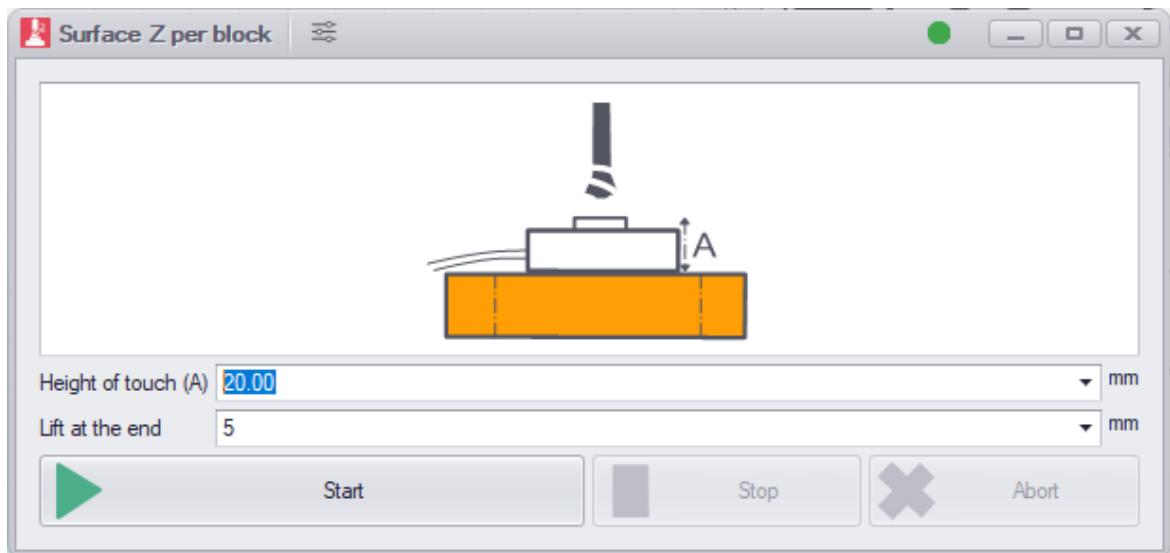 Surface Z per block
A
Height of touch (A) 20.00 mm
Lift at the end 5 mm
Start Stop Abort